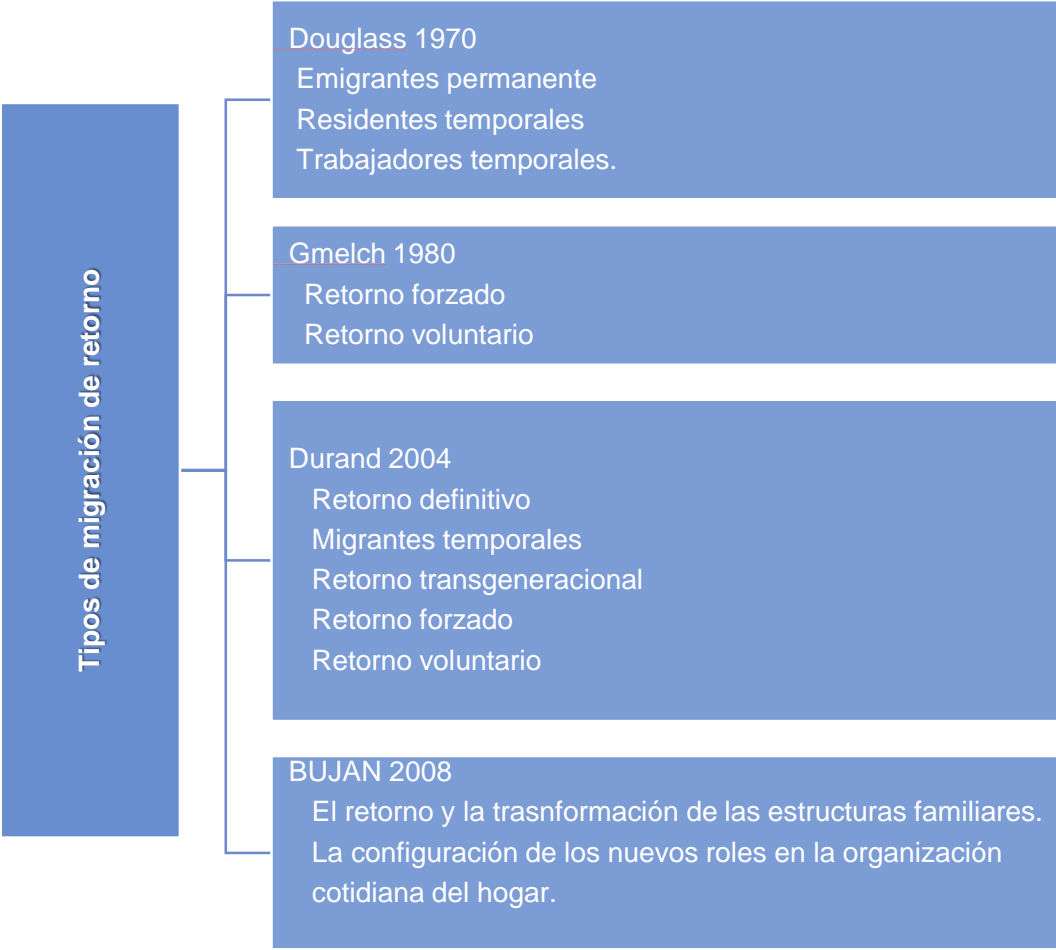 Tipos de migración de retorno
Douglass 1970
Emigrantes permanente
Residentes temporales
Trabajadores temporales.
Gmelch 1980
Retorno forzado
Retorno voluntario
Durand 2004
Retorno definitivo
Migrantes temporales
Retorno transgeneracional
Retorno forzado
Retorno voluntario
BUJAN 2008
El retorno y la trasnformación de las estructuras familiares.
La configuración de los nuevos roles en la organización
cotidiana del hogar.